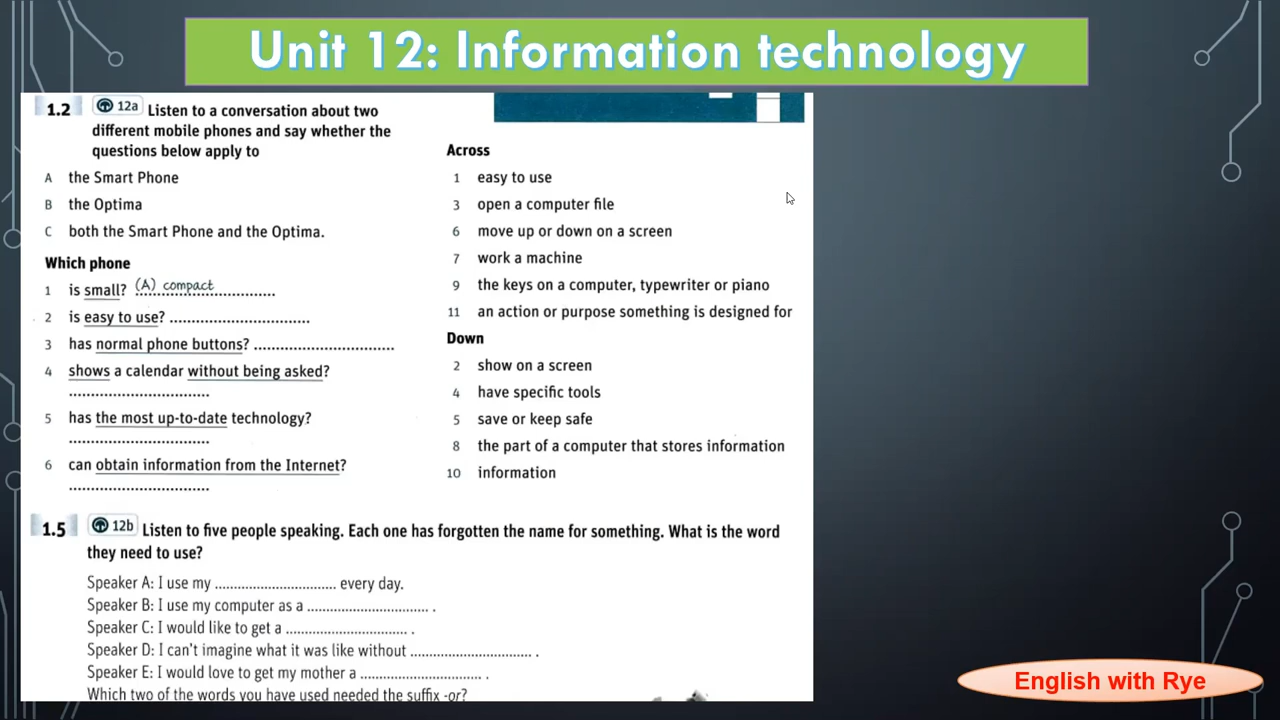 Unit 12: Information technology
1.2 12a Listen to a conversation about two
different mobile phones and say whether the
questions below apply to
A the Smart Phone
B the Optima
C both the Smart Phone and the Optima.
Which phone
1 is small? (A) compact
2 is easy to use? ................................
3 has normal phone buttons? ................................
4 shows a calendar without being asked?
................................
5 has the most up-to-date technology?
................................
6 can obtain information from the Internet?
................................
Across
1 easy to use
3 open a computer file
6 move up or down on a screen
7 work a machine
9 the keys on a computer, typewriter or piano
11 an action or purpose something is designed for
Down
2 show on a screen
4 have specific tools
5 save or keep safe
8 the part of a computer that stores information
10 information
1.5 12b Listen to five people speaking. Each one has forgotten the name for something. What is the word
they need to use?
Speaker A: I use my ............................... every day.
Speaker B: I use my computer as a ............................... .
Speaker C: I would like to get a ............................... .
Speaker D: I can't imagine what it was like without ............................... .
Speaker E: I would love to get my mother a ............................... .
Which two of the words you have used needed the suffix -or?
English with Rye